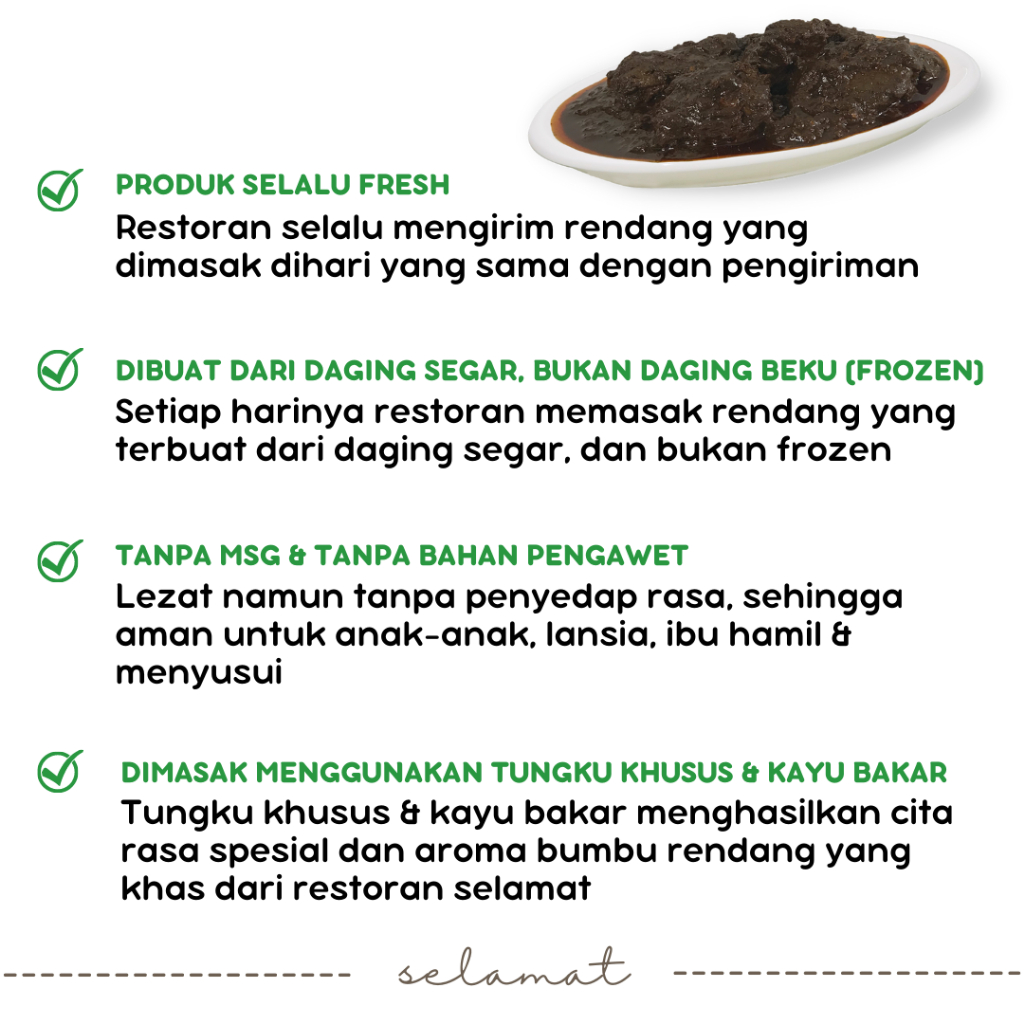 PRODUK SELALU FRESH
Restoran selalu mengirim rendang yang
dimasak dihari yang sama dengan pengiriman
DIBUAT DARI DAGING SEGAR, BUKAN DAGING BEKU (FROZEN)
Setiap harinya restoran memasak rendang yang
terbuat dari daging segar, dan bukan frozen
TANPA MSG & TANPA BAHAN PENGAWET
Lezat namun tanpa penyedap rasa, sehingga
aman untuk anak-anak, lansia, ibu hamil &
menyusui
DIMASAK MENGGUNAKAN TUNGKU KHUSUS & KAYU BAKAR
Tungku khusus & kayu bakar menghasilkan cita
rasa spesial dan aroma bumbu rendang yang
khas dari restoran selamat
selamat